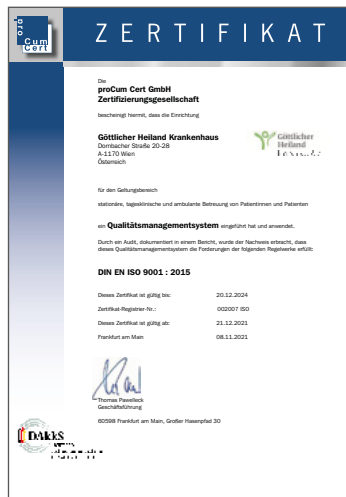 pro
Cum
Cert
ZERTIFIKAT
Die
proCum Cert GmbH
Zertifizierungsgesellschaft
bescheinigt hiermit, dass die Einrichtung
Göttlicher Heiland Krankenhaus
Dornbacher Straße 20-28
A-1170 Wien
Österreich
Göttlicher
Heiland
für den Geltungsbereich
stationäre, tagesklinische und ambulante Betreuung von Patientinnen und Patienten
ein Qualitätsmanagementsystem eingeführt hat und anwendet.
Durch ein Audit, dokumentiert in einem Bericht, wurde der Nachweis erbracht, dass
dieses Qualitätsmanagementsystem die Forderungen der folgenden Regelwerke erfüllt:
DIN EN ISO 9001 : 2015
Dieses Zertifikat ist gültig bis: 20.12.2024
Zertifikat-Registrier-Nr.: 002007 ISO
Dieses Zertifikat ist gültig ab: 21.12.2021
Frankfurt am Main 08.11.2021
Thomas Pawelleck
Geschäftsführung
60598 Frankfurt am Main, Großer Hasenpfad 30
DAkkS